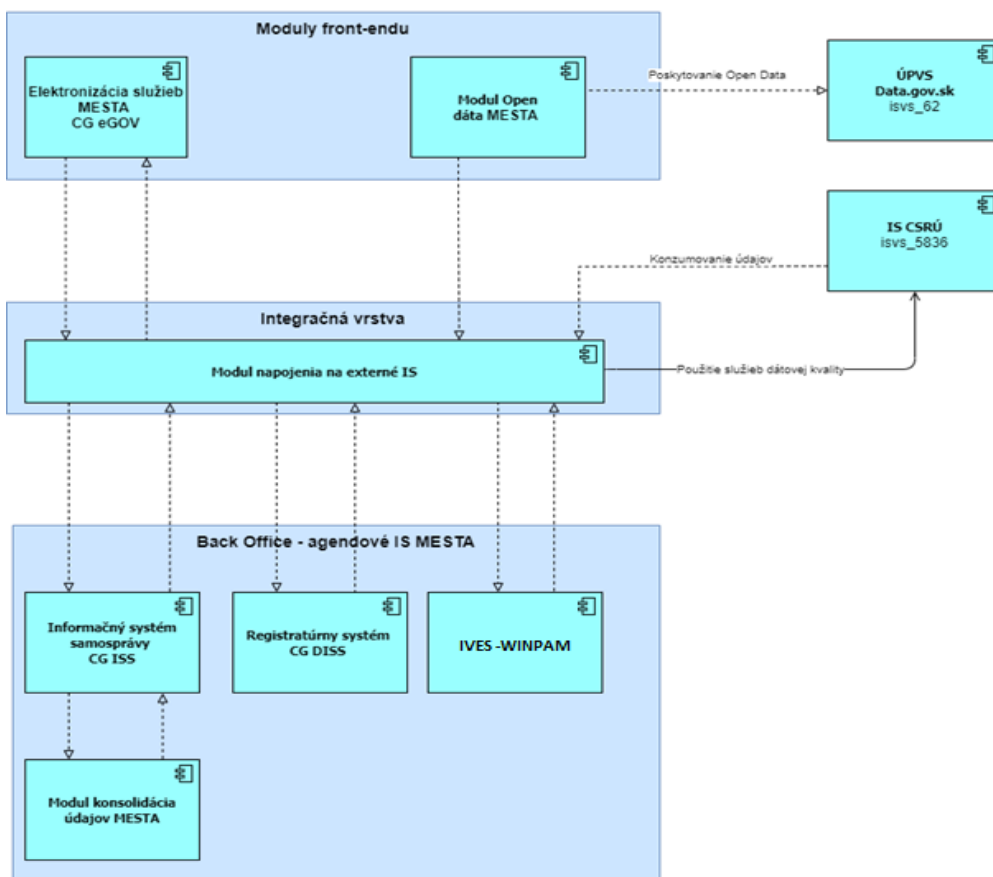 Moduly front-endu
Elektronizácia služieb
MESTA
CG eGOV
Modul Open
dáta MESTA
Poskytovanie Open Data
ÚPVS
Data.gov.sk
isvs_62
IS CSRÚ
isvs_5836
Konzumovanie údajov
Integračná vrstva
Modul napojenia na externé IS
Použitie služieb dátovej kvality
Back Office - agendové IS MESTA
Informačný systém
samosprávy
CG ISS
Registratúrny systém
CG DISS
IVES -WINPAM
Modul konsolidácia
údajov MESTA